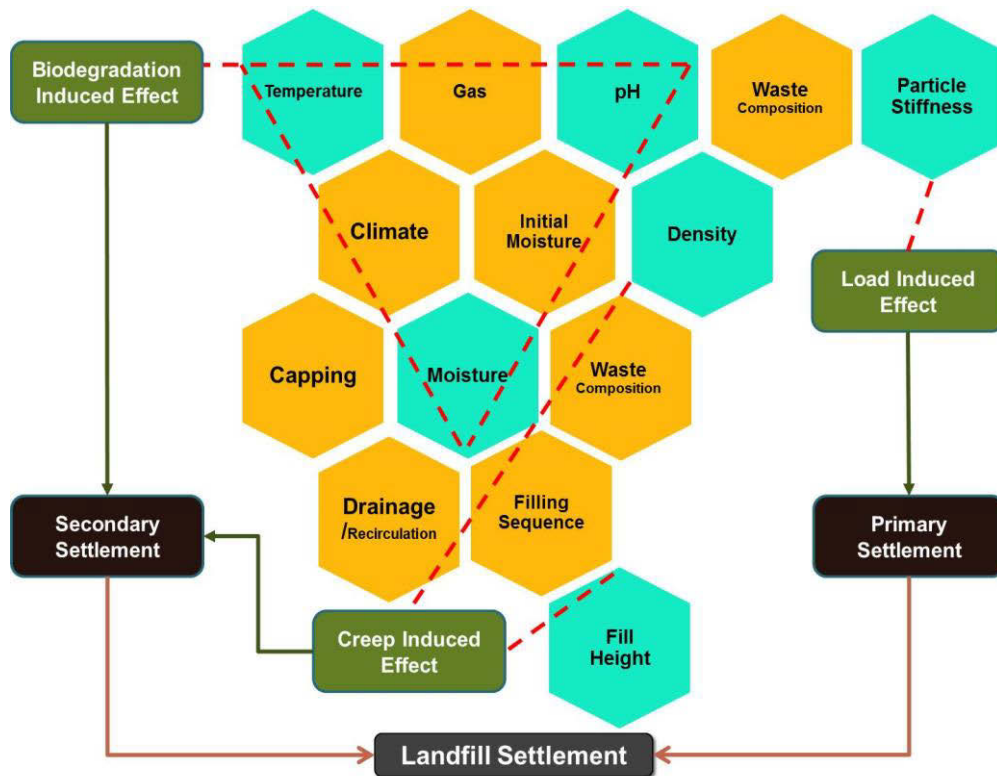 Biodegradation
Induced Effect
Temperature
Gas
pH
Waste
Composition
Particle
Stiffness
Climate
Initial
Moisture
Density
Load Induced
Effect
Capping
Moisture
Waste
Composition
Secondary
Settlement
Drainage
/Recirculation
Filling
Sequence
Primary
Settlement
Creep Induced
Effect
Fill
Height
Landfill Settlement